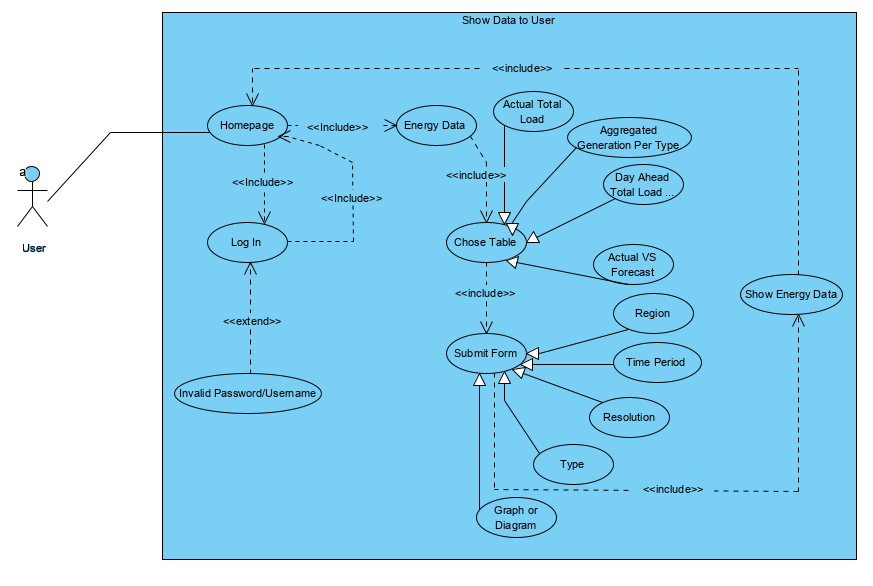 Show Data to User
<<include>>
Actual Total
Load
Homepage
<<Include>>
Energy Data
Aggregated
Generation Per Type
a
<<Include>>
<<include>>
Day Ahead
Total Load ...
<<Include>>
User
Log In
Chose Table
Actual VS
Forecast
<<include>>
Show Energy Data
<<extend>>
Region
Submit Form
Time Period
Invalid Password/Username
Resolution
Type
<<include>>
Graph or
Diagram